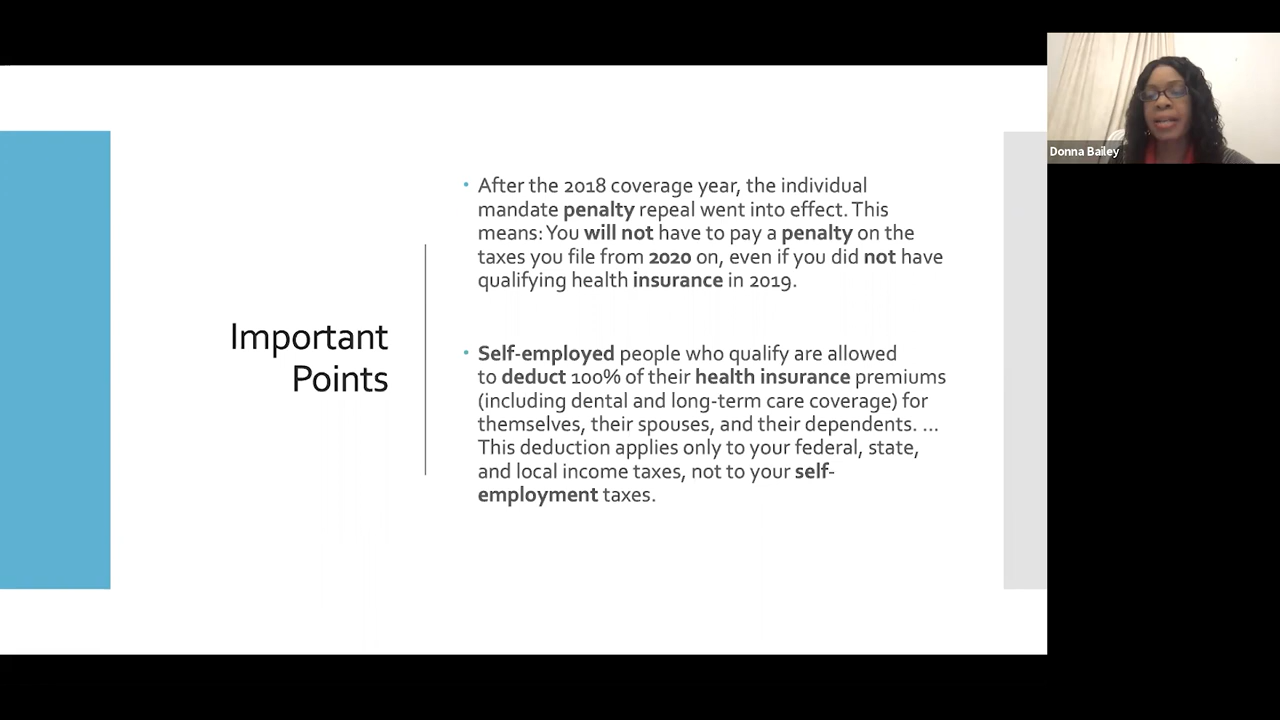 Important
Points
• After the 2018 coverage year, the individual
mandate penalty repeal went into effect. This
means: You will not have to pay a penalty on the
taxes you file from 2020 on, even if you did not have
qualifying health insurance in 2019.
• Self-employed people who qualify are allowed
to deduct 100% of their health insurance premiums
(including dental and long-term care coverage) for
themselves, their spouses, and their dependents. ...
This deduction applies only to your federal, state,
and local income taxes, not to your self-
employment taxes.
Donna Bailey